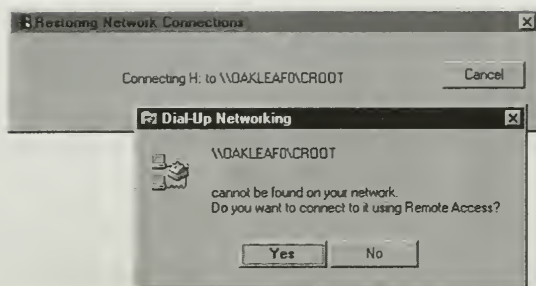 Restoring Network Connections
Connecting H: to \\OAKLEAF0\CROOT
Cancel
Dial-Up Networking
\\OAKLEAF0\CROOT
cannot be found on your network.
Do you want to connect to it using Remote Access?
Yes
No